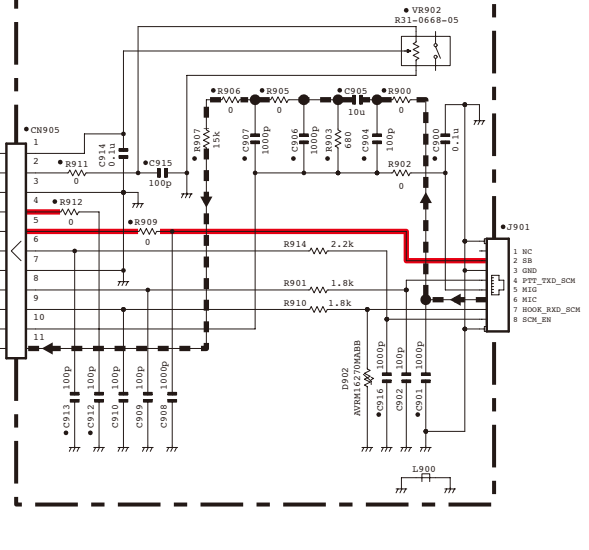 VR902
R31-0668-05
R906
0
R905
0
C905
10u
R900
0
CN905
1
2
3
4
5
6
7
8
9
10
11
C914
0.1u
R911
0
C915
100p
R907
15k
C907
1000p
C906
1000p
R903
680
C904
100p
C900
0.1u
R902
0
R912
0
R909
0
J901
R914 2.2k
R901 1.8k
R910 1.8k
1 NC
2 SB
3 GND
4 PTT_TXD_SCM
5 MIG
6 MIC
7 HOOK_RXD_SCM
8 SCM_EN
C913 100p
C912 100p
C910 100p
C909 100p
C908 1000p
D902
AVRM16270MABB
C916 1000p
C902 100p
C901 1000p
L900